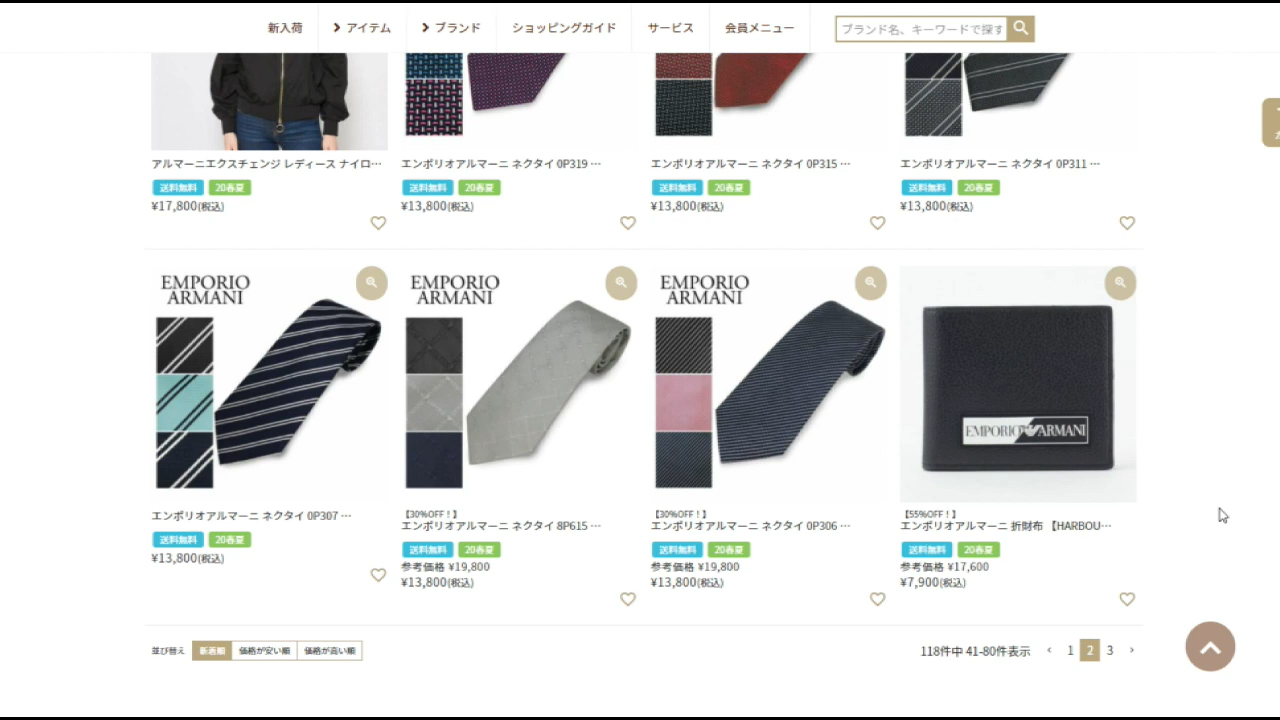 新入荷 アイテム ブランド ショッピングガイド サービス 会員メニュー ブランド名、キーワードで探す
アルマーニエクスチェンジ レディース ナイロ…
送料無料 20春夏
¥17,800(税込)
エンポリオアルマーニ ネクタイ 0P319 …
送料無料 20春夏
¥13,800(税込)
エンポリオアルマーニ ネクタイ 0P315 …
送料無料 20春夏
¥13,800(税込)
エンポリオアルマーニ ネクタイ 0P311 …
送料無料 20春夏
¥13,800(税込)
EMPORIO
ARMANI
エンポリオアルマーニ ネクタイ 0P307 …
送料無料 20春夏
¥13,800(税込)
EMPORIO
ARMANI
【30%OFF！】
エンポリオアルマーニ ネクタイ 8P615 …
送料無料 20春夏
参考価格 ¥19,800
¥13,800(税込)
EMPORIO
ARMANI
【30%OFF！】
エンポリオアルマーニ ネクタイ 0P306 …
送料無料 20春夏
参考価格 ¥19,800
¥13,800(税込)
EMPORIO ARMANI
【55%OFF！】
エンポリオアルマーニ 折財布 【HARBOU…
送料無料 20春夏
参考価格 ¥17,600
¥7,900(税込)
並び替え 新着順 価格が安い順 価格が高い順
118件中 41-80件表示 ‹ 1 2 3 ›